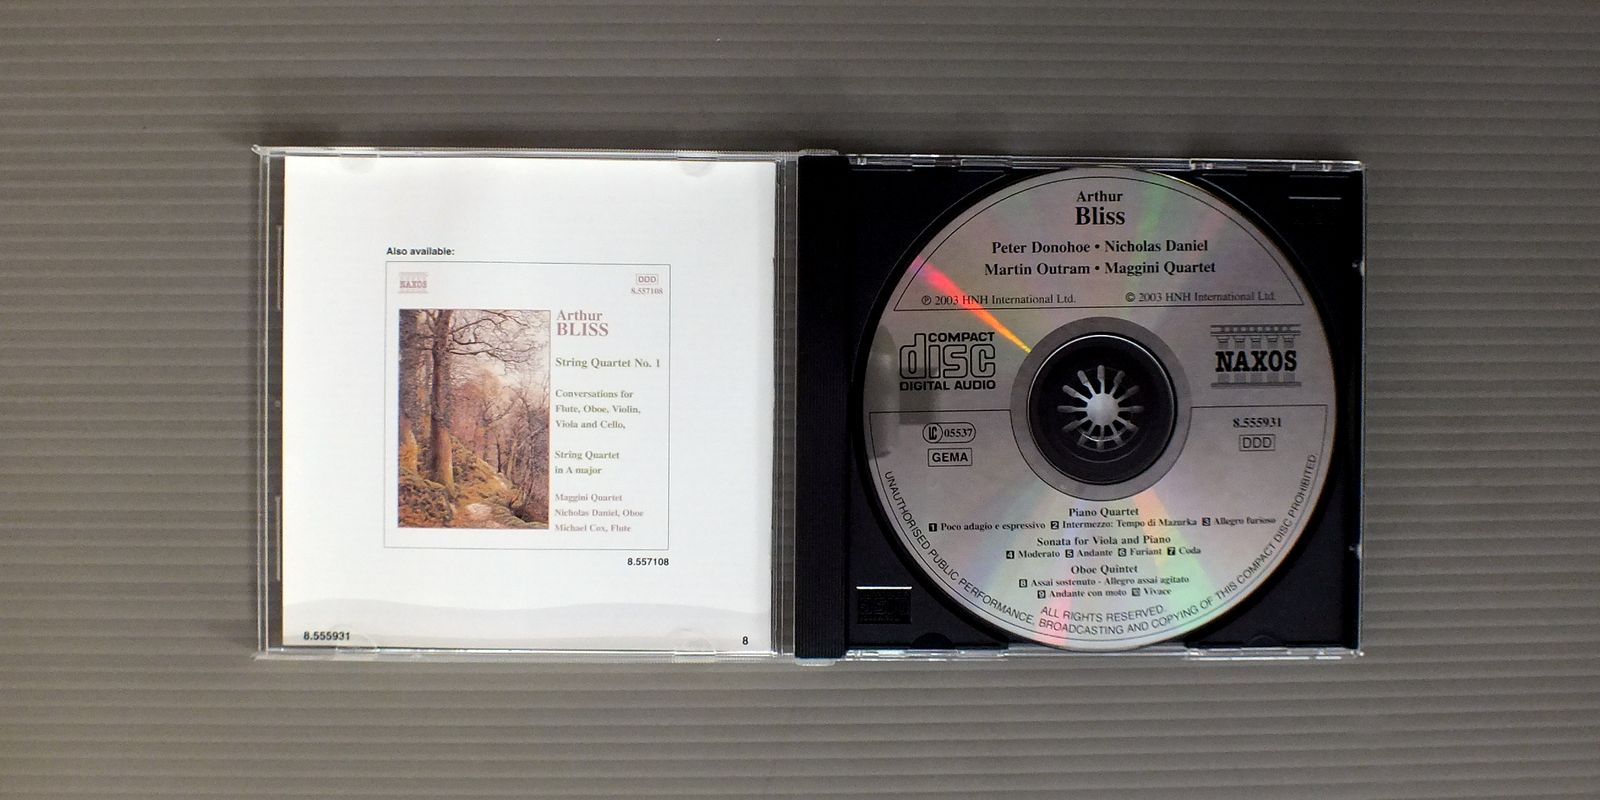 Also available:
NAXOS
DDD
8.557108
Arthur
BLISS
String Quartet No. 1
Conversations for
Flute, Oboe, Violin,
Viola and Cello,
String Quartet
in A major
Maggini Quartet
Nicholas Daniel, Oboe
Michael Cox, Flute
8.557108
8.555931
8
Arthur
Bliss
Peter Donohoe • Nicholas Daniel
Martin Outram • Maggini Quartet
℗ 2003 HNH International Ltd. © 2003 HNH International Ltd.
COMPACT
disc
DIGITAL AUDIO
NAXOS
LC 05537
GEMA
8.555931
DDD
Piano Quartet
1 Poco adagio e espressivo 2 Intermezzo: Tempo di Mazurka 3 Allegro furioso
Sonata for Viola and Piano
4 Moderato 5 Andante 6 Furiant 7 Coda
Oboe Quintet
8 Assai sostenuto - Allegro assai agitato
9 Andante con moto 10 Vivace
ALL RIGHTS RESERVED.
UNAUTHORISED PUBLIC PERFORMANCE, BROADCASTING AND COPYING OF THIS COMPACT DISC PROHIBITED.